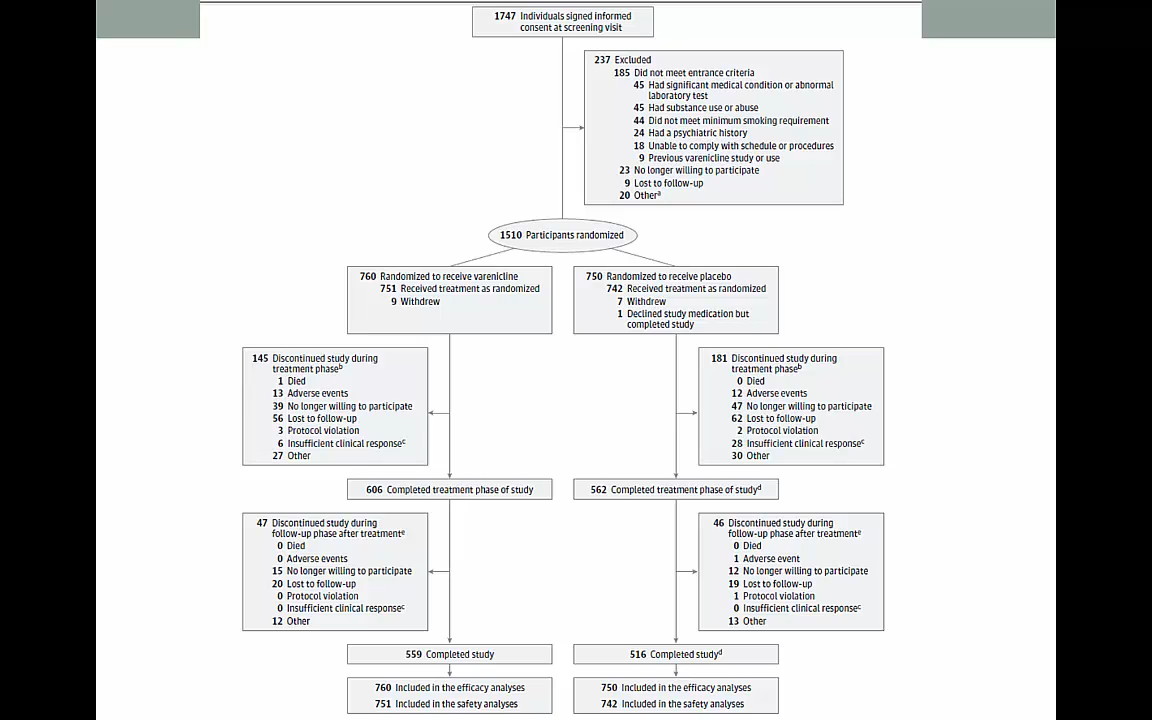 1747 Individuals signed informed
consent at screening visit
237 Excluded
185 Did not meet entrance criteria
45 Had significant medical condition or abnormal
laboratory test
45 Had substance use or abuse
44 Did not meet minimum smoking requirement
24 Had a psychiatric history
18 Unable to comply with schedule or procedures
9 Previous varenicline study or use
23 No longer willing to participate
9 Lost to follow-up
20 Otherᵃ
1510 Participants randomized
760 Randomized to receive varenicline
751 Received treatment as randomized
9 Withdrew
750 Randomized to receive placebo
742 Received treatment as randomized
7 Withdrew
1 Declined study medication but
completed study
145 Discontinued study during
treatment phaseᵇ
1 Died
13 Adverse events
39 No longer willing to participate
56 Lost to follow-up
3 Protocol violation
6 Insufficient clinical responseᶜ
27 Other
181 Discontinued study during
treatment phaseᵇ
0 Died
12 Adverse events
47 No longer willing to participate
62 Lost to follow-up
2 Protocol violation
28 Insufficient clinical responseᶜ
30 Other
606 Completed treatment phase of study
562 Completed treatment phase of studyᵈ
47 Discontinued study during
follow-up phase after treatmentᵉ
0 Died
0 Adverse events
15 No longer willing to participate
20 Lost to follow-up
0 Protocol violation
0 Insufficient clinical responseᶜ
12 Other
46 Discontinued study during
follow-up phase after treatmentᵉ
0 Died
1 Adverse event
12 No longer willing to participate
19 Lost to follow-up
1 Protocol violation
0 Insufficient clinical responseᶜ
13 Other
559 Completed study
516 Completed studyᵈ
760 Included in the efficacy analyses
751 Included in the safety analyses
750 Included in the efficacy analyses
742 Included in the safety analyses